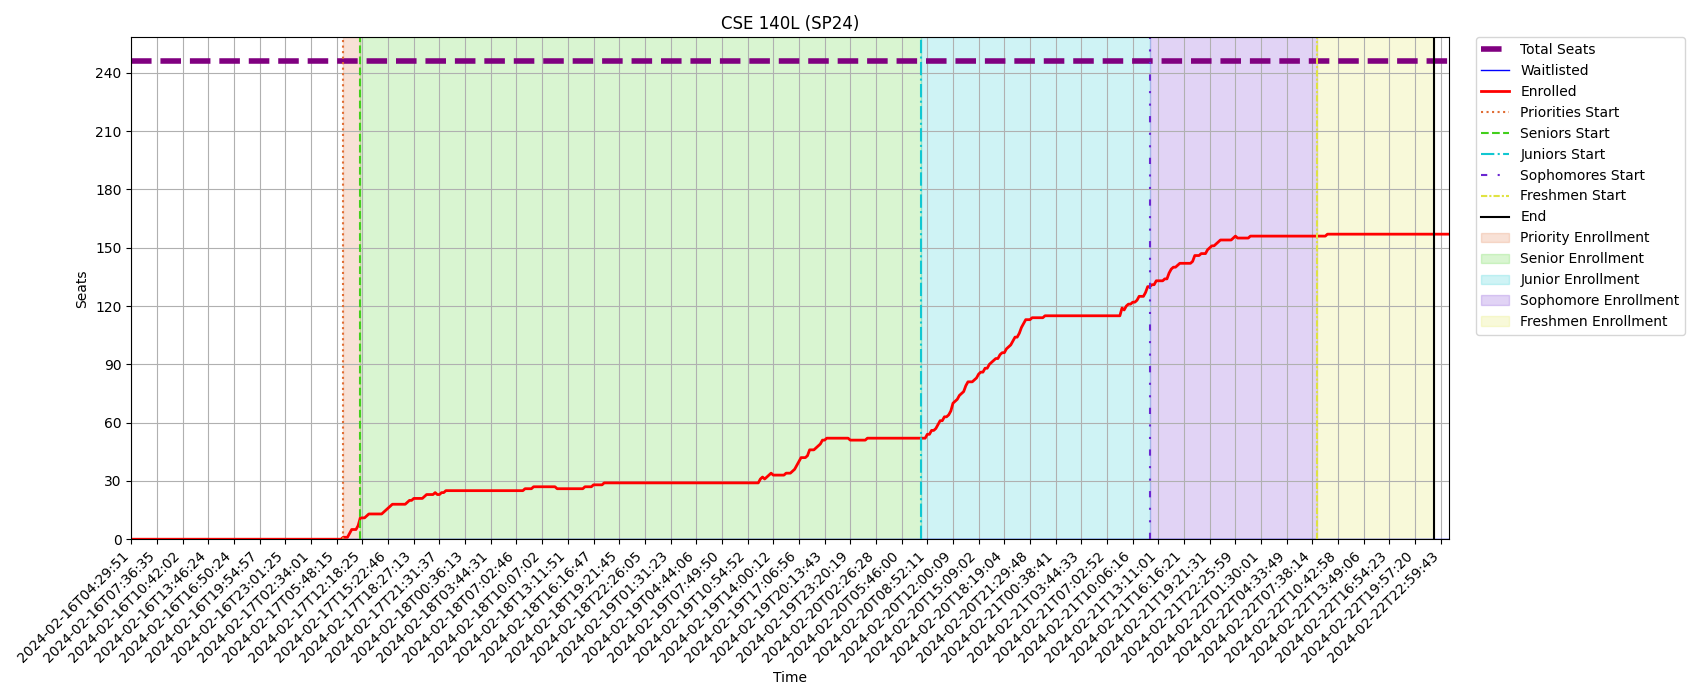 CSE 140L (SP24)
Seats
240
210
180
150
120
90
60
30
0
2024-02-16T04:29:51
2024-02-16T07:36:35
2024-02-16T10:42:02
2024-02-16T13:46:24
2024-02-16T16:50:24
2024-02-16T19:54:57
2024-02-16T23:01:25
2024-02-17T02:34:01
2024-02-17T05:48:15
2024-02-17T12:18:25
2024-02-17T15:22:46
2024-02-17T18:27:13
2024-02-17T21:31:37
2024-02-18T00:36:13
2024-02-18T03:44:31
2024-02-18T07:02:46
2024-02-18T10:07:02
2024-02-18T13:11:51
2024-02-18T16:16:47
2024-02-18T19:21:45
2024-02-18T22:26:05
2024-02-19T01:31:23
2024-02-19T04:44:06
2024-02-19T07:49:50
2024-02-19T10:54:52
2024-02-19T14:00:12
2024-02-19T17:06:56
2024-02-19T20:13:43
2024-02-19T23:20:19
2024-02-20T02:26:28
2024-02-20T05:46:00
2024-02-20T08:52:11
2024-02-20T12:00:09
2024-02-20T15:09:02
2024-02-20T18:19:04
2024-02-20T21:29:48
2024-02-21T00:38:41
2024-02-21T03:44:33
2024-02-21T07:02:52
2024-02-21T10:06:16
2024-02-21T13:11:01
2024-02-21T16:16:21
2024-02-21T19:21:31
2024-02-21T22:25:59
2024-02-22T01:30:01
2024-02-22T04:33:49
2024-02-22T07:38:14
2024-02-22T10:42:58
2024-02-22T13:49:06
2024-02-22T16:54:23
2024-02-22T19:57:20
2024-02-22T22:59:43
Time
Total Seats
Waitlisted
Enrolled
Priorities Start
Seniors Start
Juniors Start
Sophomores Start
Freshmen Start
End
Priority Enrollment
Senior Enrollment
Junior Enrollment
Sophomore Enrollment
Freshmen Enrollment